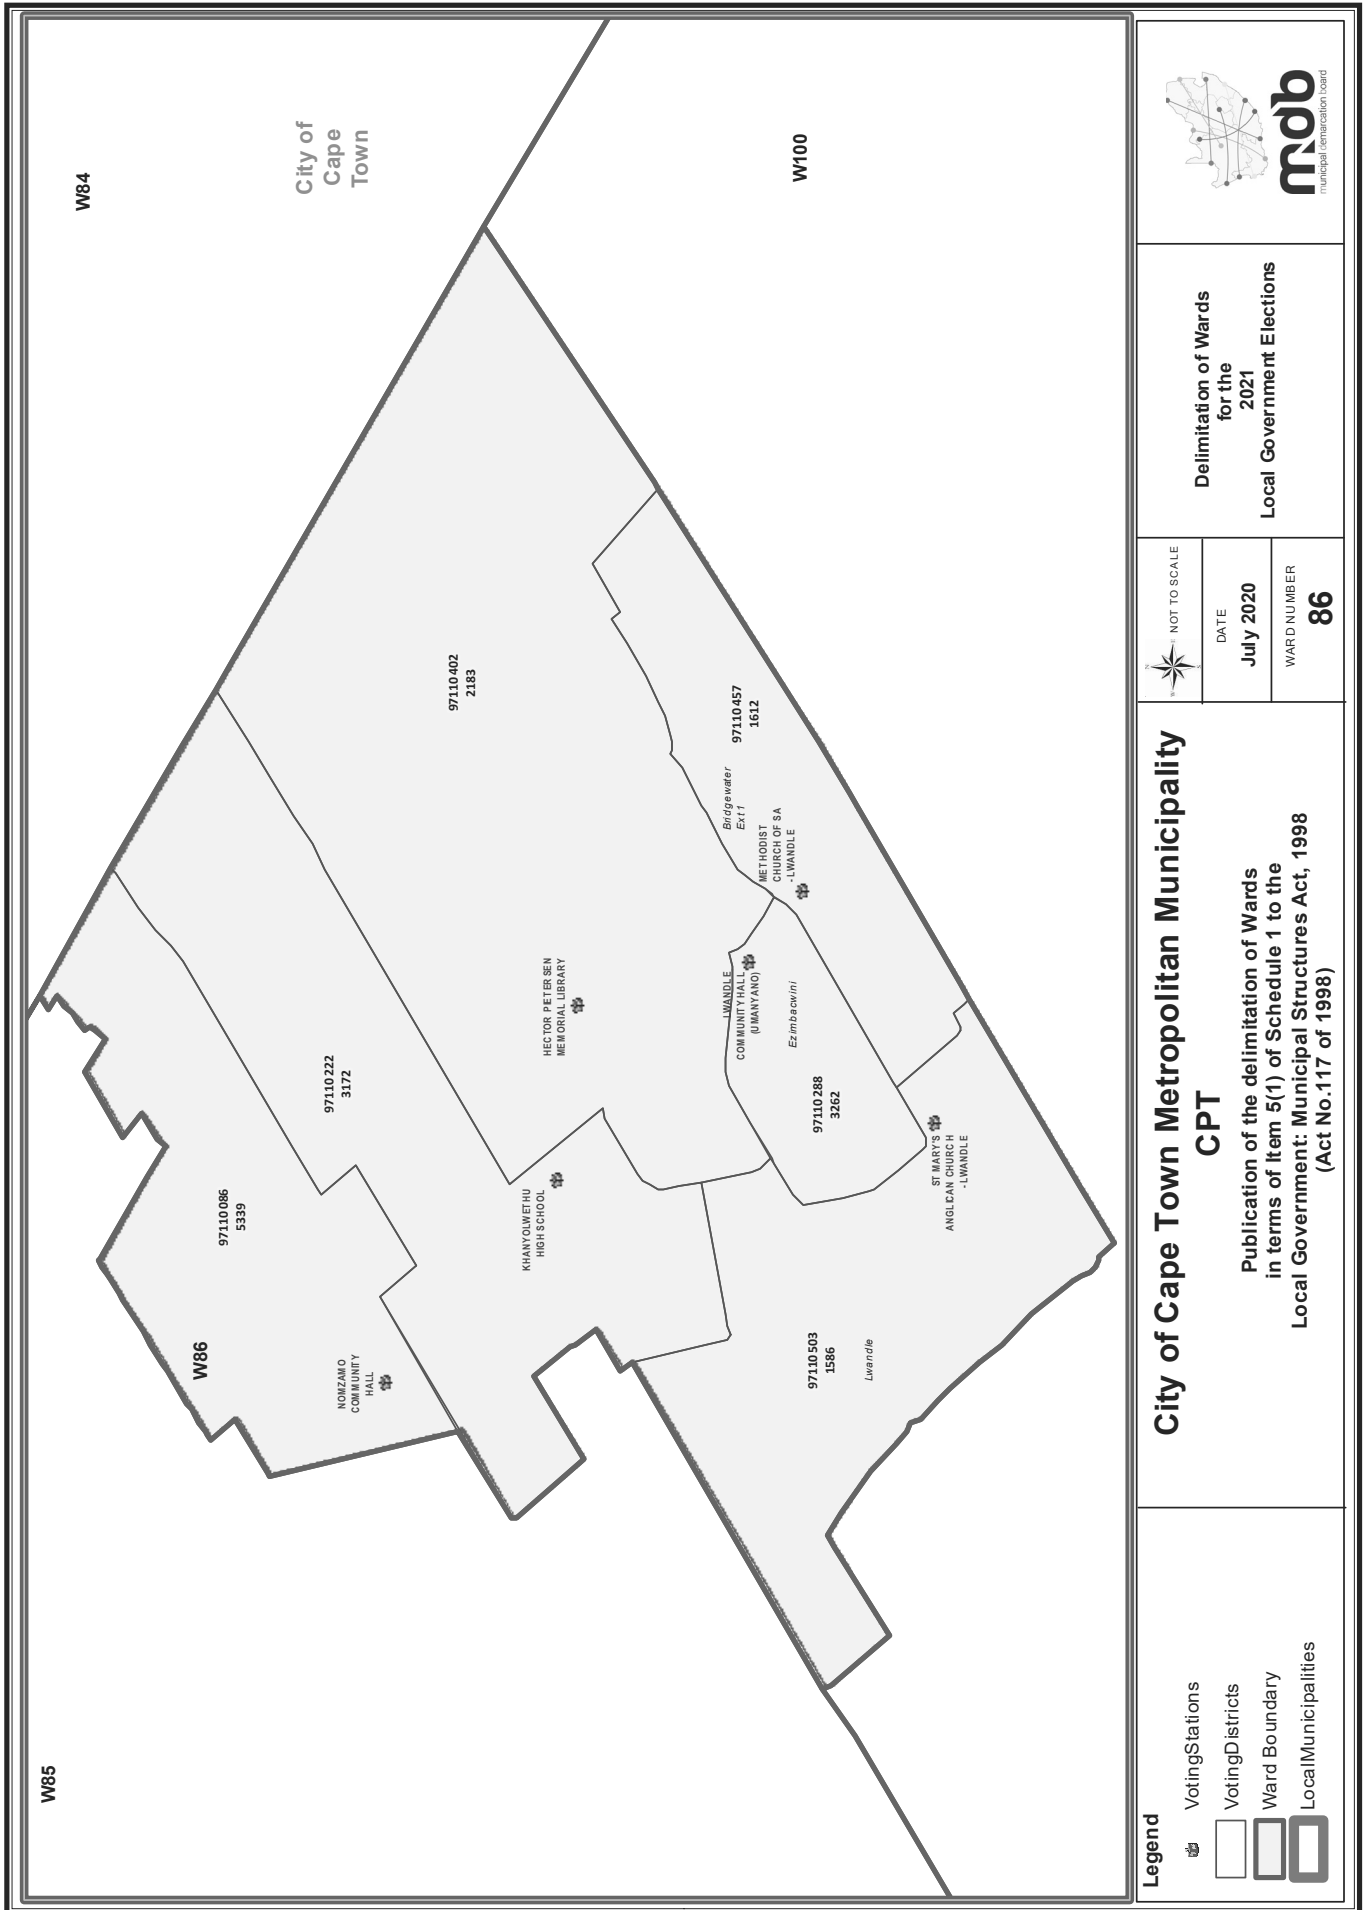 W84
City of
Cape
Town
W100
W85
W86
97110086
5339
97110222
3172
97110402
2183
97110457
1612
97110288
3262
97110503
1586
Bridgewater
Ext 1
Ezimbacwini
Lwandle
METHODIST
CHURCH OF SA
- LWANDLE
HECTOR PETERSEN
MEMORIAL LIBRARY
LWANDLE
COMMUNITY HALL
(UMANYANO)
KHANYOLWETHU
HIGH SCHOOL
ST MARY'S
ANGLICAN CHURCH
- LWANDLE
NOMZAMO
COMMUNITY
HALL
Legend
VotingStations
VotingDistricts
Ward Boundary
LocalMunicipalities
City of Cape Town Metropolitan Municipality
CPT
Publication of the delimitation of Wards
in terms of Item 5(1) of Schedule 1 to the
Local Government: Municipal Structures Act, 1998
(Act No.117 of 1998)
N
W
E
S
NOT TO SCALE
DATE
July 2020
WARD NUMBER
86
Delimitation of Wards
for the
2021
Local Government Elections
mdb
municipal demarcation board